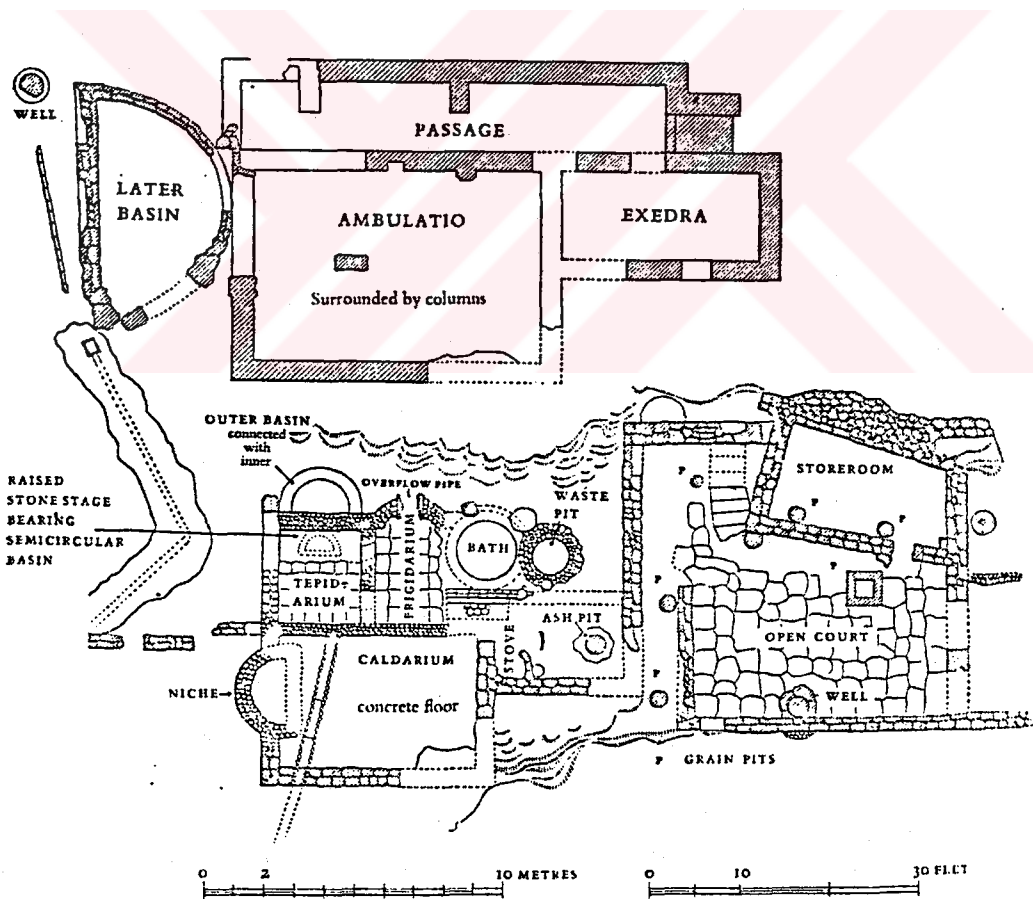 WELL
PASSAGE
LATER
BASIN
AMBULATIO
EXEDRA
Surrounded by columns
OUTER BASIN
connected
with
inner
RAISED
STONE STAGE
BEARING
SEMICIRCULAR
BASIN
OVERFLOW PIPE
WASTE
PIT
P
STOREROOM
P
P
FRIGIDARIUM
BATH
TEPID-
ARIUM
P
P
STOVE
ASH PIT
OPEN COURT
CALDARIUM
NICHE
concrete floor
P
WELL
P GRAIN PITS
0 2 10 METRES
0 10 30 FEET